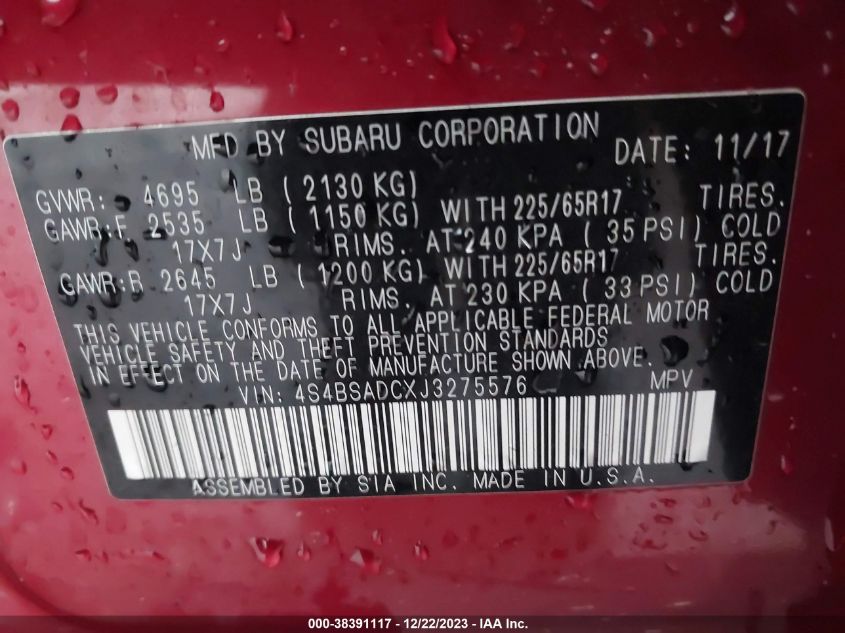 MFD BY SUBARU CORPORATION DATE: 11/17
GVWR: 4695 LB ( 2130 KG)
GAWR:F 2535 LB ( 1150 KG) WITH 225/65R17 TIRES.
17X7J RIMS. AT 240 KPA ( 35 PSI) COLD
GAWR:R 2645 LB ( 1200 KG) WITH 225/65R17 TIRES.
17X7J RIMS. AT 230 KPA ( 33 PSI) COLD
THIS VEHICLE CONFORMS TO ALL APPLICABLE FEDERAL MOTOR
VEHICLE SAFETY AND THEFT PREVENTION STANDARDS
IN EFFECT ON THE DATE OF MANUFACTURE SHOWN ABOVE.
VIN: 4S4BSADCXJ3275576 MPV
ASSEMBLED BY SIA INC. MADE IN U.S.A.
000-38391117 - 12/22/2023 - IAA Inc.